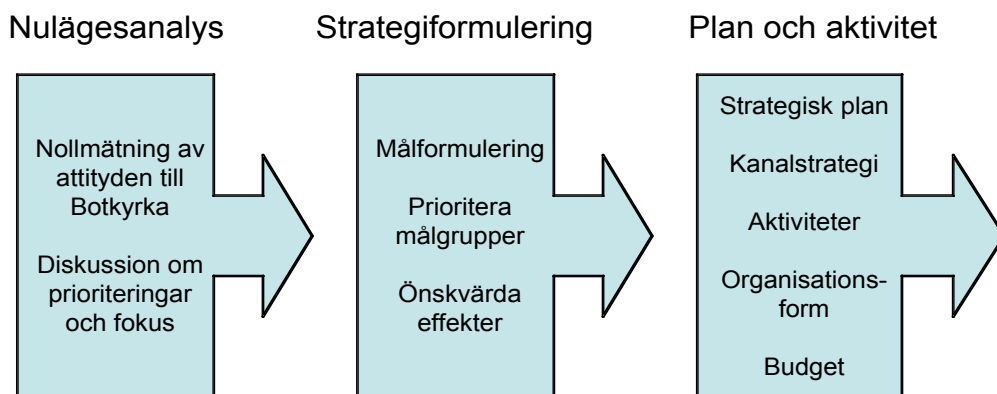 Nulägesanalys
Strategiformulering
Plan och aktivitet
Nollmätning av
attityden till
Botkyrka
Diskussion om
prioriteringar
och fokus
Målformulering
Prioritera
målgrupper
Önskvärda
effekter
Strategisk plan
Kanalstrategi
Aktiviteter
Organisations-
form
Budget